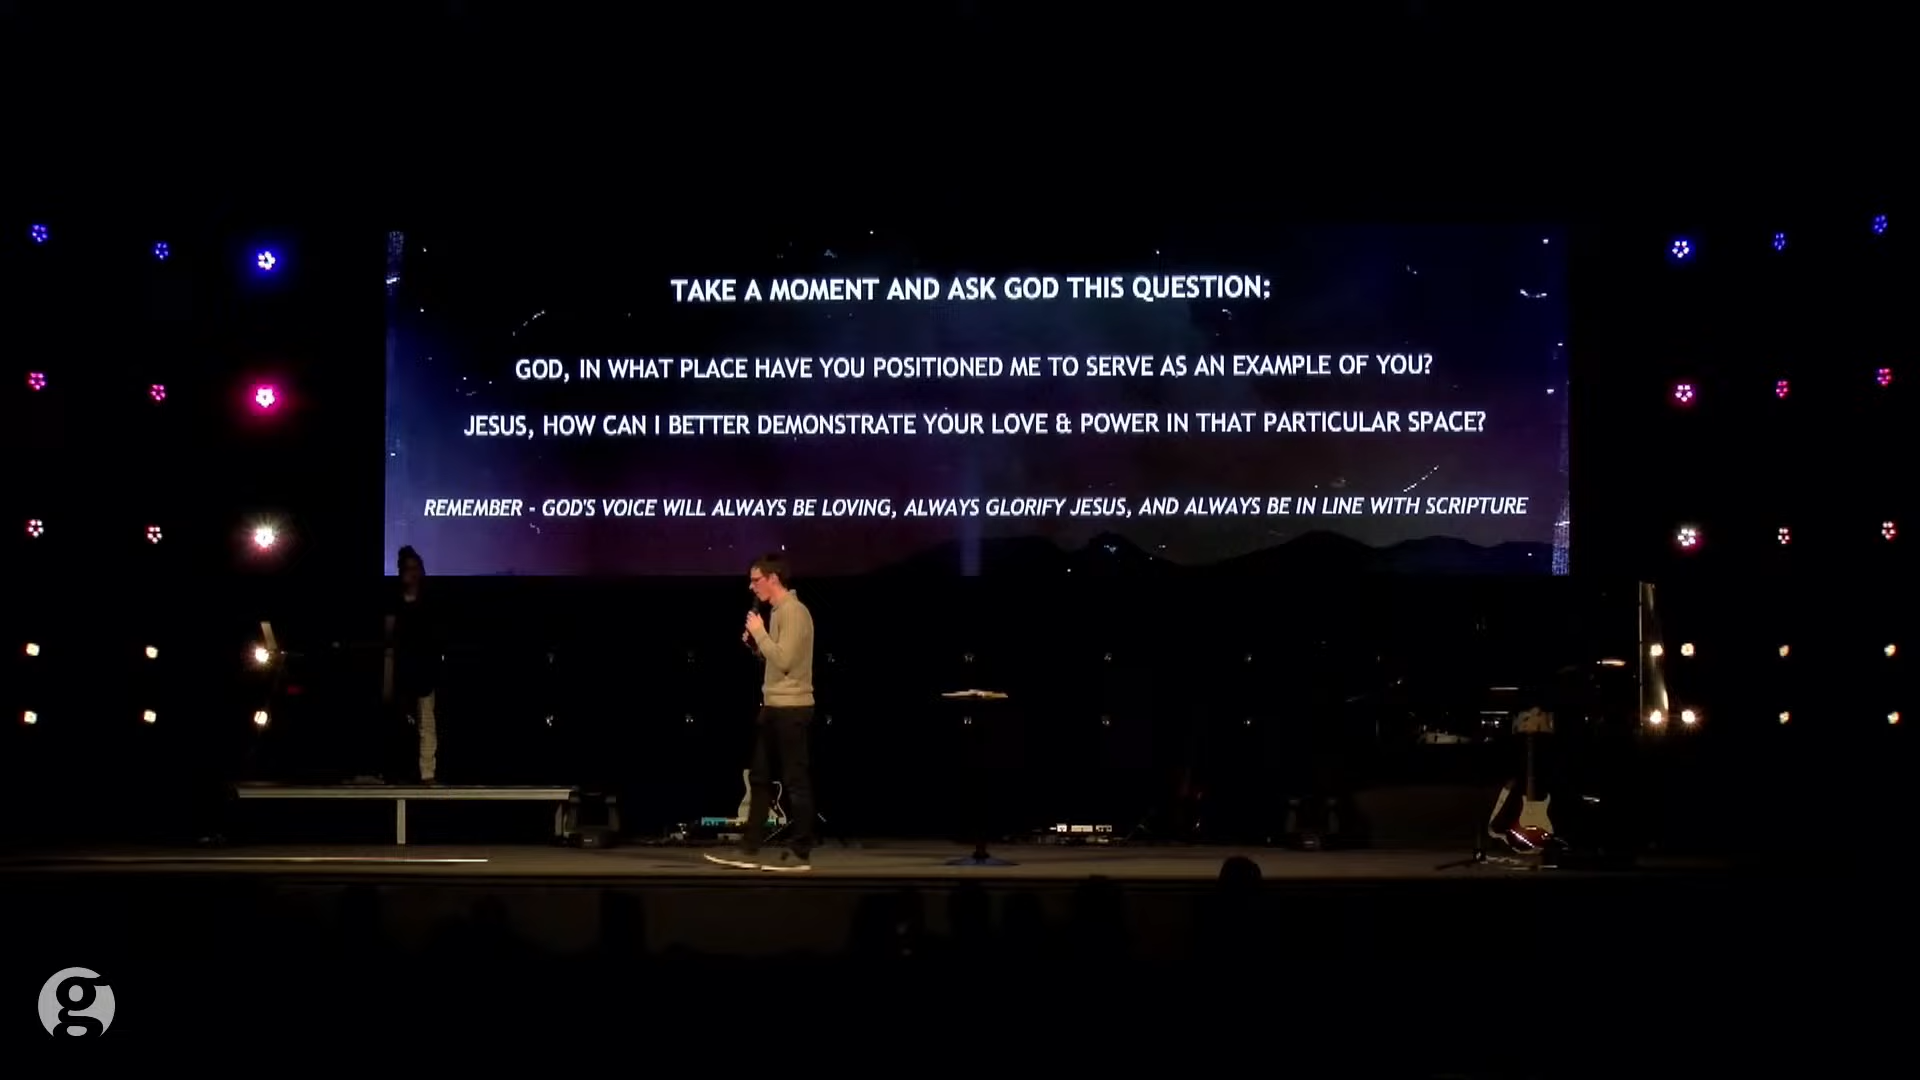 TAKE A MOMENT AND ASK GOD THIS QUESTION:
GOD, IN WHAT PLACE HAVE YOU POSITIONED ME TO SERVE AS AN EXAMPLE OF YOU?
JESUS, HOW CAN I BETTER DEMONSTRATE YOUR LOVE & POWER IN THAT PARTICULAR SPACE?
REMEMBER - GOD'S VOICE WILL ALWAYS BE LOVING, ALWAYS GLORIFY JESUS, AND ALWAYS BE IN LINE WITH SCRIPTURE
g